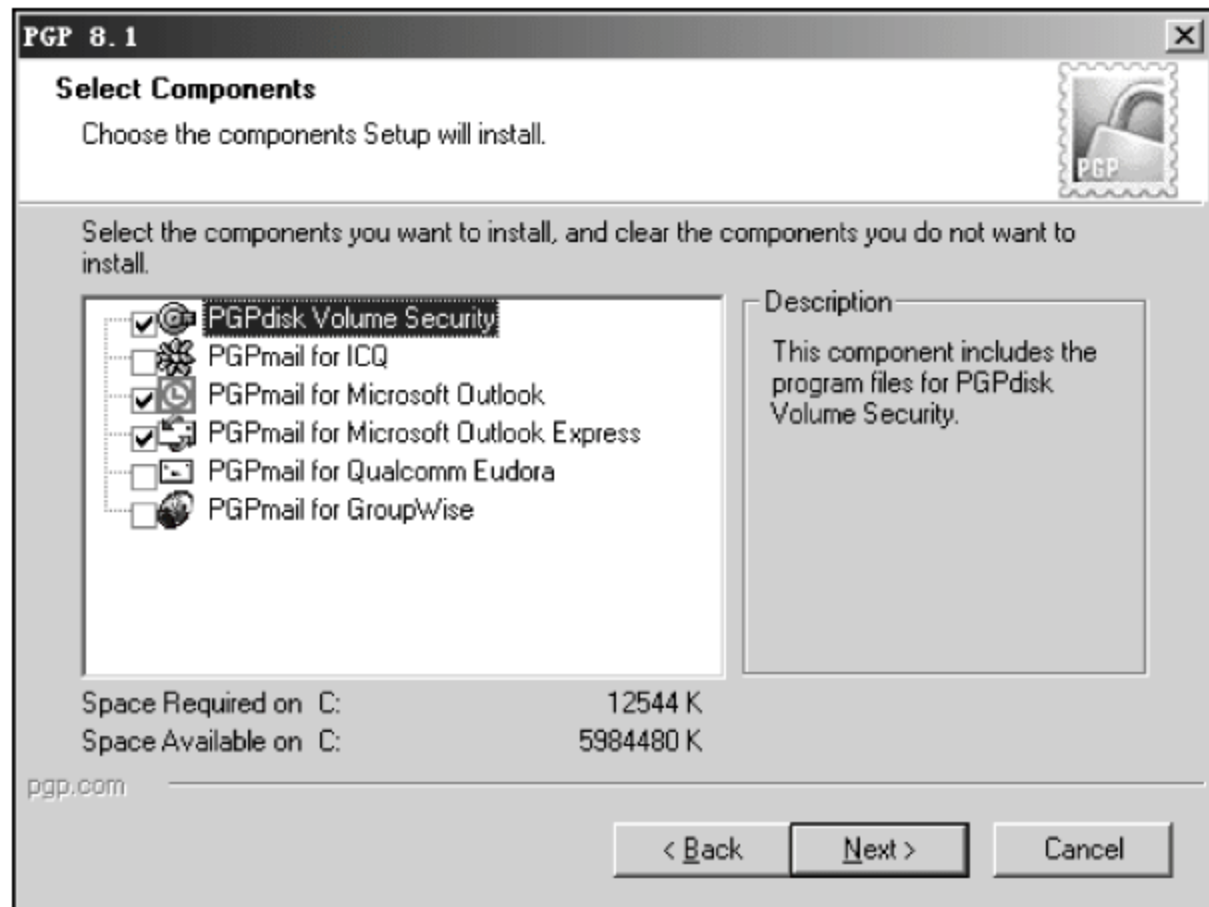 PGP 8.1
Select Components
Choose the components Setup will install.
PGP
Select the components you want to install, and clear the components you do not want to
install.
PGPdisk Volume Security
PGPmail for ICQ
PGPmail for Microsoft Outlook
PGPmail for Microsoft Outlook Express
PGPmail for Qualcomm Eudora
PGPmail for GroupWise
Description
This component includes the
program files for PGPdisk
Volume Security.
Space Required on C: 12544 K
Space Available on C: 5984480 K
pgp.com
< Back Next > Cancel